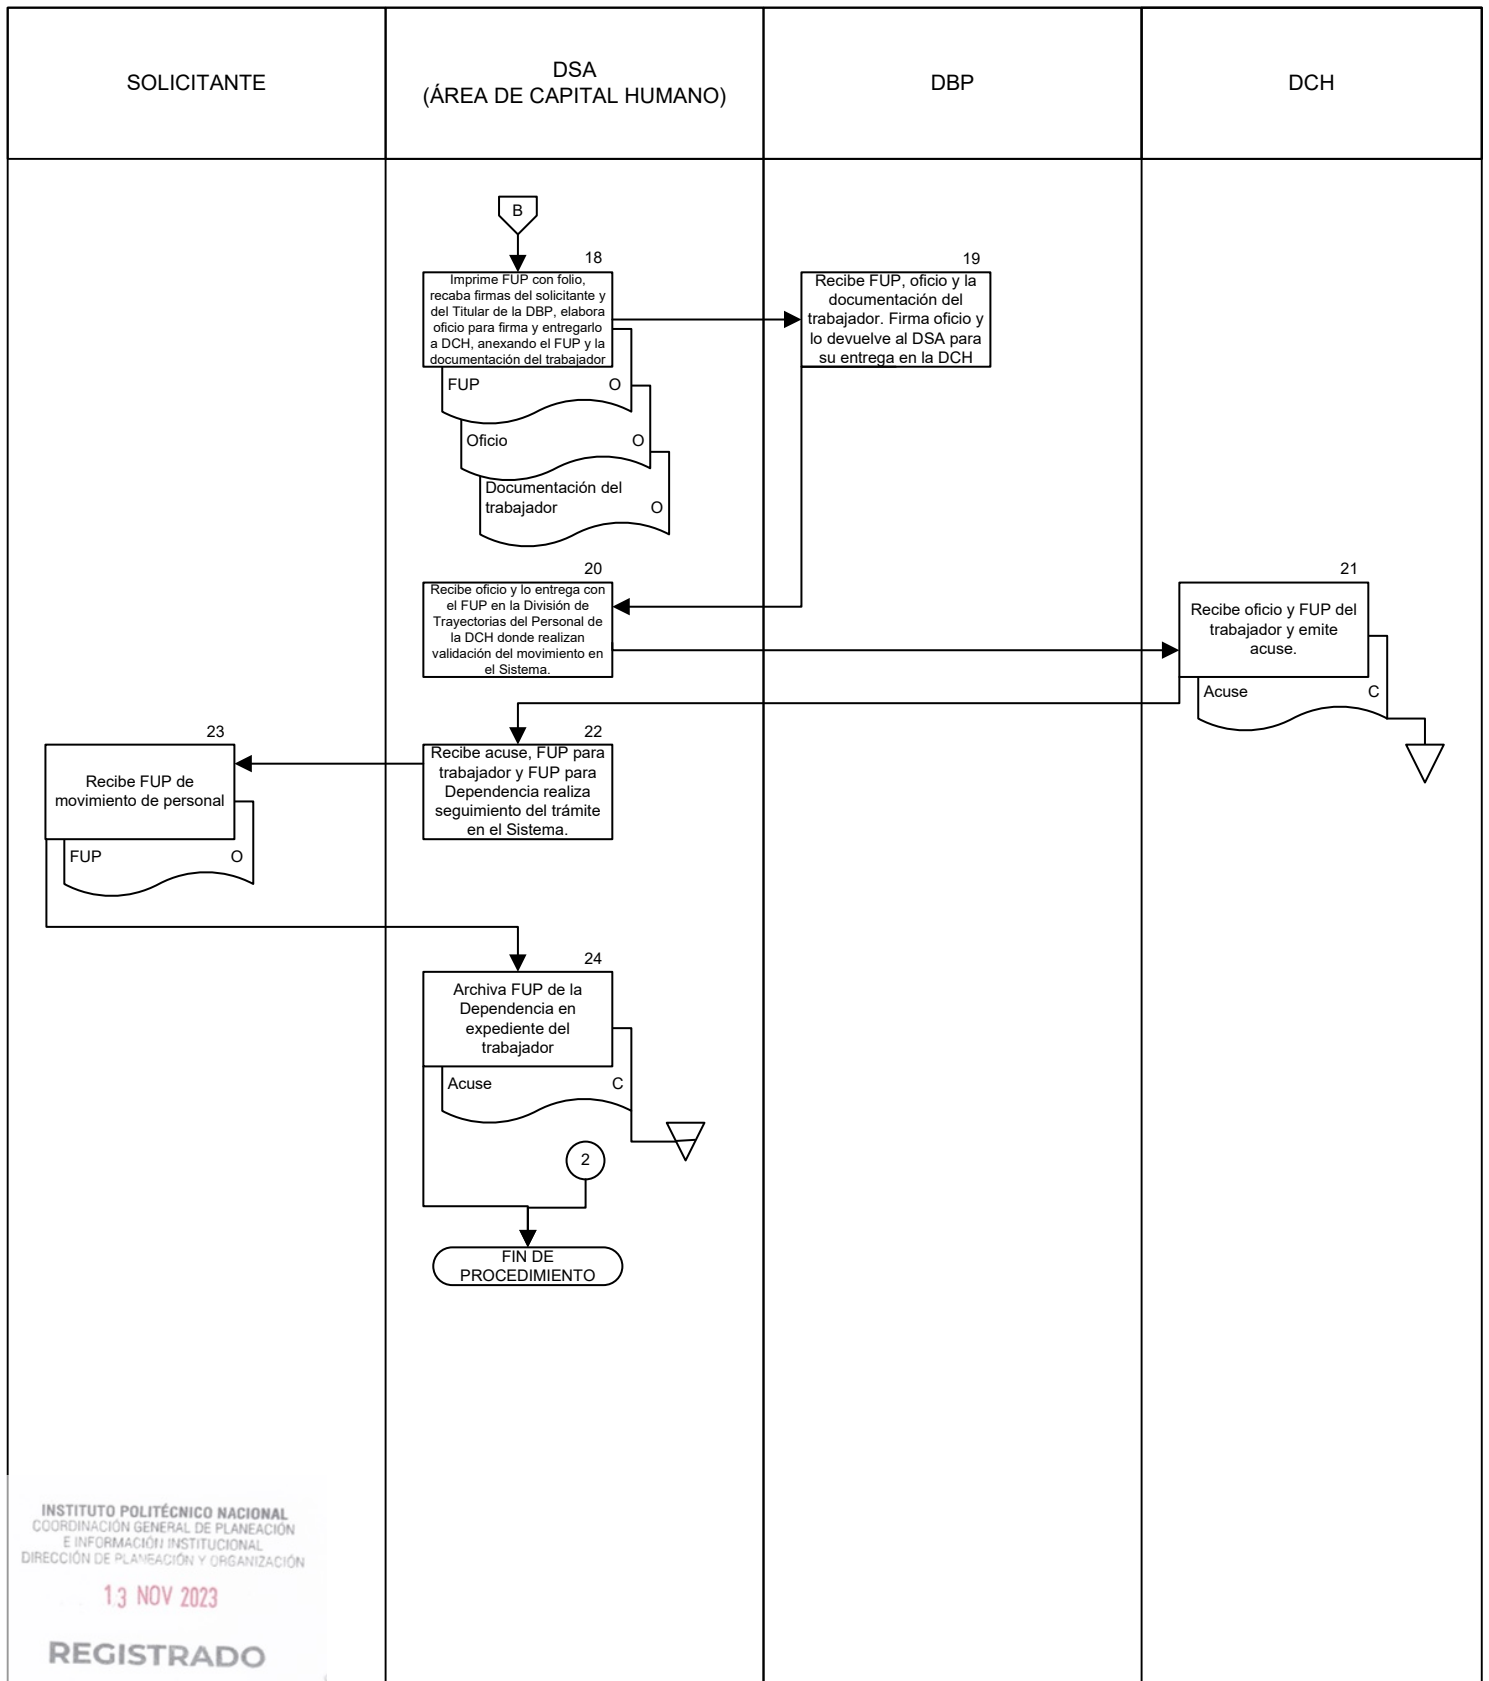 SOLICITANTE
DSA
(ÁREA DE CAPITAL HUMANO)
DBP
DCH
B
18
Imprime FUP con folio,
recaba firmas del solicitante y
del Titular de la DBP, elabora
oficio para firma y entregarlo
a DCH, anexando el FUP y la
documentación del trabajador
FUP O
Oficio O
Documentación del
trabajador O
19
Recibe FUP, oficio y la
documentación del
trabajador. Firma oficio y
lo devuelve al DSA para
su entrega en la DCH
20
Recibe oficio y lo entrega con
el FUP en la División de
Trayectorias del Personal de
la DCH donde realizan
validación del movimiento en
el Sistema.
21
Recibe oficio y FUP del
trabajador y emite
acuse.
Acuse C
22
Recibe acuse, FUP para
trabajador y FUP para
Dependencia realiza
seguimiento del trámite
en el Sistema.
23
Recibe FUP de
movimiento de personal
FUP O
24
Archiva FUP de la
Dependencia en
expediente del
trabajador
Acuse C
2
FIN DE
PROCEDIMIENTO
INSTITUTO POLITÉCNICO NACIONAL
COORDINACIÓN GENERAL DE PLANEACIÓN
E INFORMACIÓN INSTITUCIONAL
DIRECCIÓN DE PLANEACIÓN Y ORGANIZACIÓN
13 NOV 2023
REGISTRADO